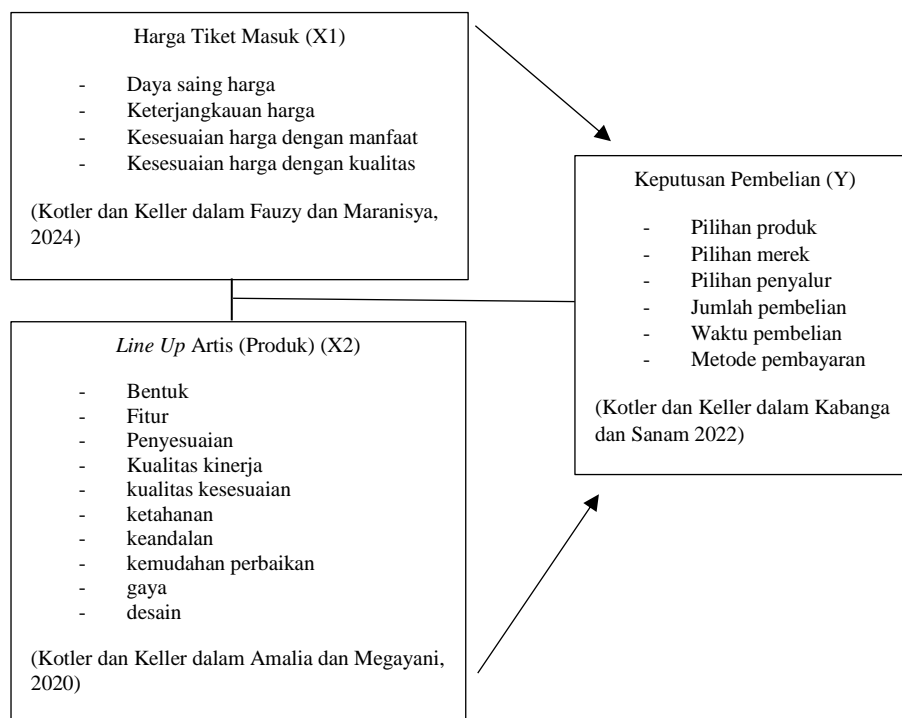 Harga Tiket Masuk (X1)
- Daya saing harga
- Keterjangkauan harga
- Kesesuaian harga dengan manfaat
- Kesesuaian harga dengan kualitas
(Kotler dan Keller dalam Fauzy dan Maranisya,
2024)
Line Up Artis (Produk) (X2)
- Bentuk
- Fitur
- Penyesuaian
- Kualitas kinerja
- kualitas kesesuaian
- ketahanan
- keandalan
- kemudahan perbaikan
- gaya
- desain
(Kotler dan Keller dalam Amalia dan Megayani,
2020)
Keputusan Pembelian (Y)
- Pilihan produk
- Pilihan merek
- Pilihan penyalur
- Jumlah pembelian
- Waktu pembelian
- Metode pembayaran
(Kotler dan Keller dalam Kabanga
dan Sanam 2022)